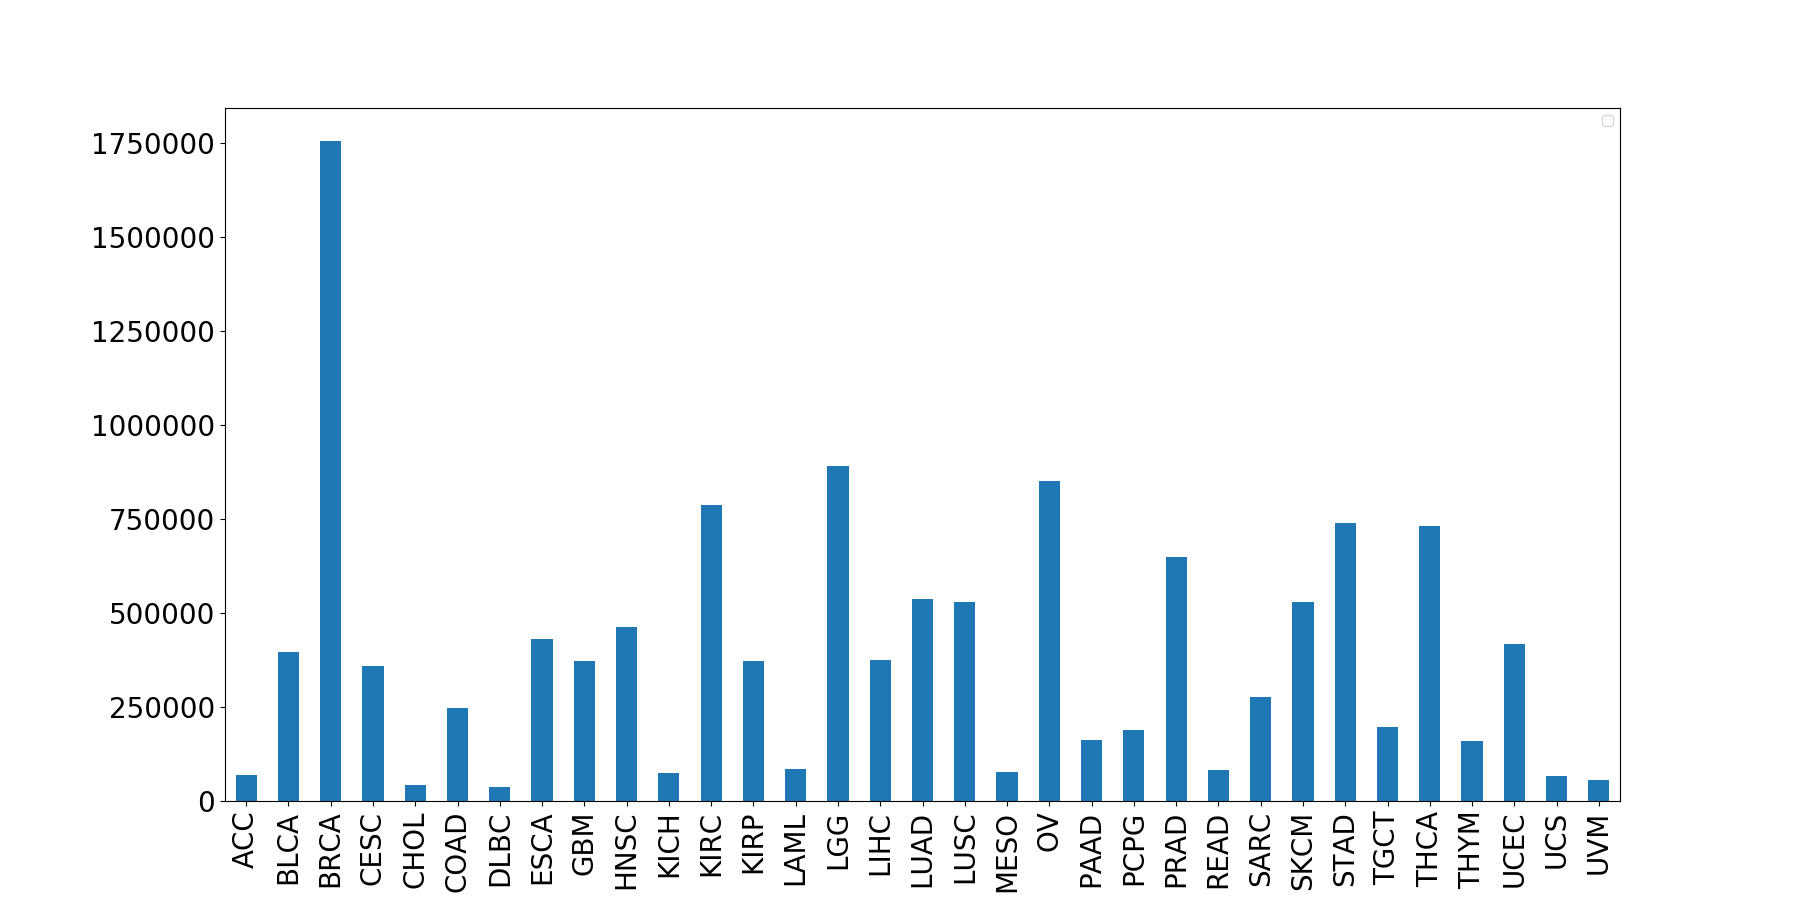 1750000
1500000
1250000
1000000
750000
500000
250000
0
ACC
BLCA
BRCA
CESC
CHOL
COAD
DLBC
ESCA
GBM
HNSC
KICH
KIRC
KIRP
LAML
LGG
LIHC
LUAD
LUSC
MESO
OV
PAAD
PCPG
PRAD
READ
SARC
SKCM
STAD
TGCT
THCA
THYM
UCEC
UCS
UVM